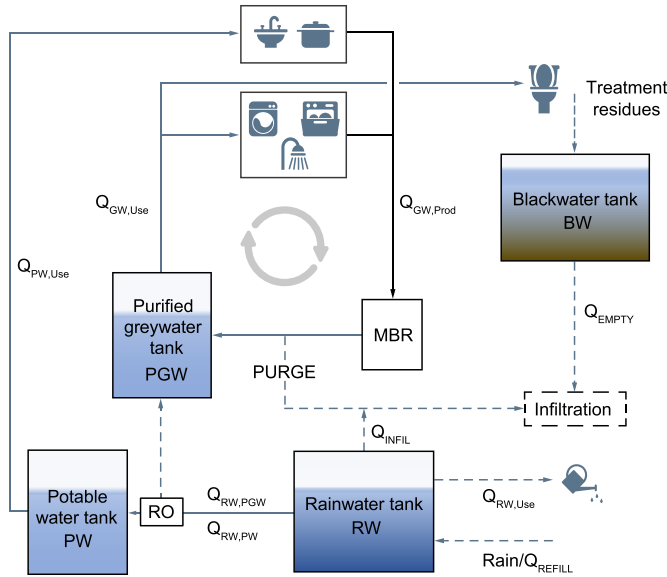 Treatment
residues
Blackwater tank
BW
Q_GW,Use
Q_GW,Prod
Q_PW,Use
Purified
greywater
tank
PGW
MBR
Q_EMPTY
PURGE
Infiltration
Q_INFIL
Potable
water tank
PW
RO
Q_RW,PGW
Q_RW,PW
Rainwater tank
RW
Q_RW,Use
Rain/Q_REFILL